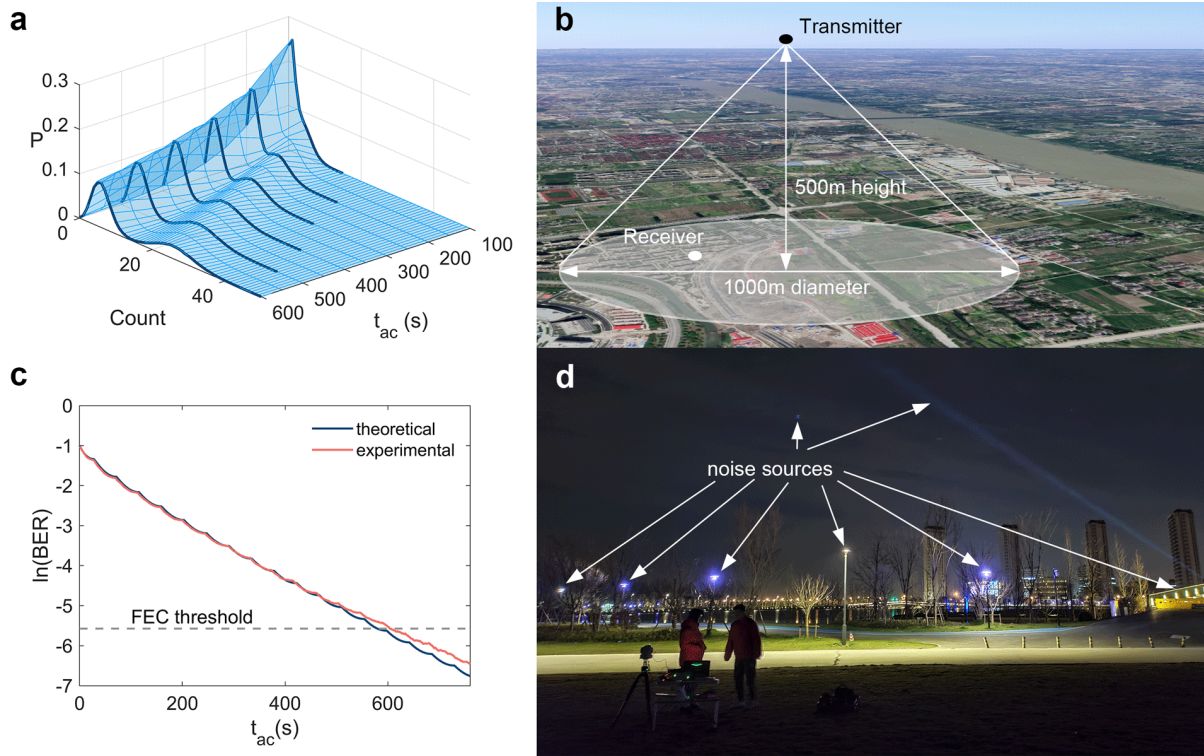 a
0.3
0.2
P
0.1
0
0
20
40
Count
600
500
400
300
200
100
t_ac (s)
b
Transmitter
500m height
Receiver
1000m diameter
c
0
-1
-2
-3
-4
-5
-6
-7
ln(BER)
theoretical
experimental
FEC threshold
0
200
400
600
t_ac(s)
d
noise sources